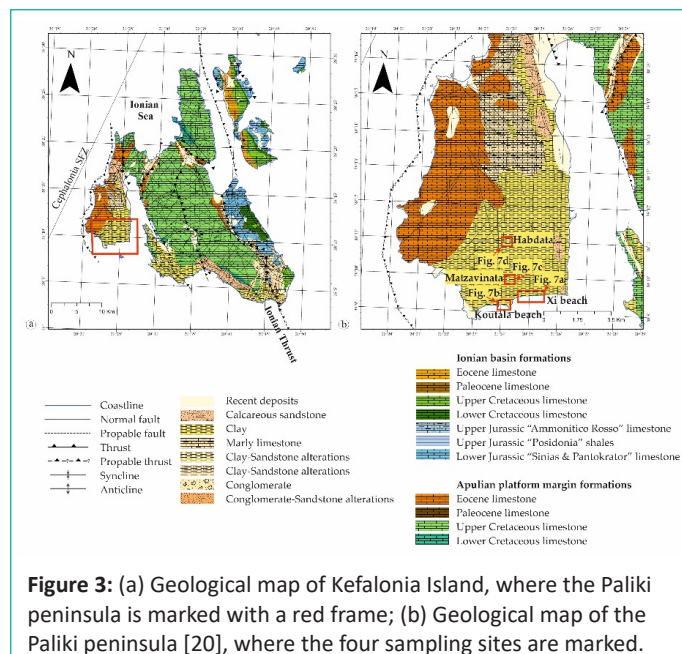 Ionian
Sea
Cephalonia SFZ
Ionian Thrust
0 5 10 Km
(a)
Habdata
Fig. 7d
Fig. 7c
Matzavinata
Fig. 7a
Fig. 7b
Xi beach
Koutala beach
(b)
Coastline
Normal fault
Propable fault
Thrust
Propable thrust
Syncline
Anticline
Recent deposits
Calcareous sandstone
Clay
Marly limestone
Clay-Sandstone alterations
Clay-Sandstone alterations
Conglomerate
Conglomerate-Sandstone alterations
Ionian basin formations
Eocene limestone
Paleocene limestone
Upper Cretaceous limestone
Lower Cretaceous limestone
Upper Jurassic "Ammonitico Rosso" limestone
Upper Jurassic "Posidonia" shales
Lower Jurassic "Sinias & Pantokrator" limestone
Apulian platform margin formations
Eocene limestone
Paleocene limestone
Upper Cretaceous limestone
Lower Cretaceous limestone
Figure 3: (a) Geological map of Kefalonia Island, where the Paliki
peninsula is marked with a red frame; (b) Geological map of the
Paliki peninsula [20], where the four sampling sites are marked.